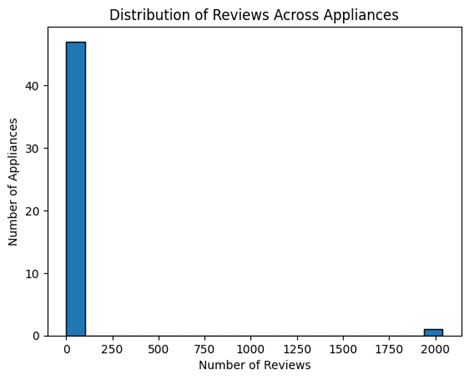 Distribution of Reviews Across Appliances
Number of Appliances
40
30
20
10
0
0 250 500 750 1000 1250 1500 1750 2000
Number of Reviews